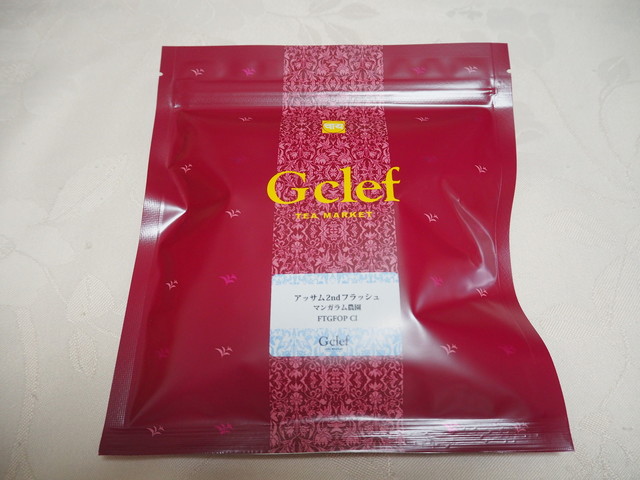 Gclef
TEA MARKET
アッサム2ndフラッシュ
マンガラム農園
FTGFOP Cl
Gclef